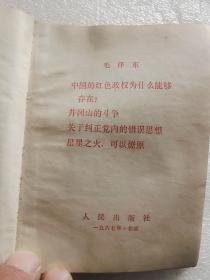 毛泽东
中国的红色政权为什么能够
存在?
井冈山的斗争
关于纠正党内的错误思想
星星之火,可以燎原
人民出版社
一九六七年·北京